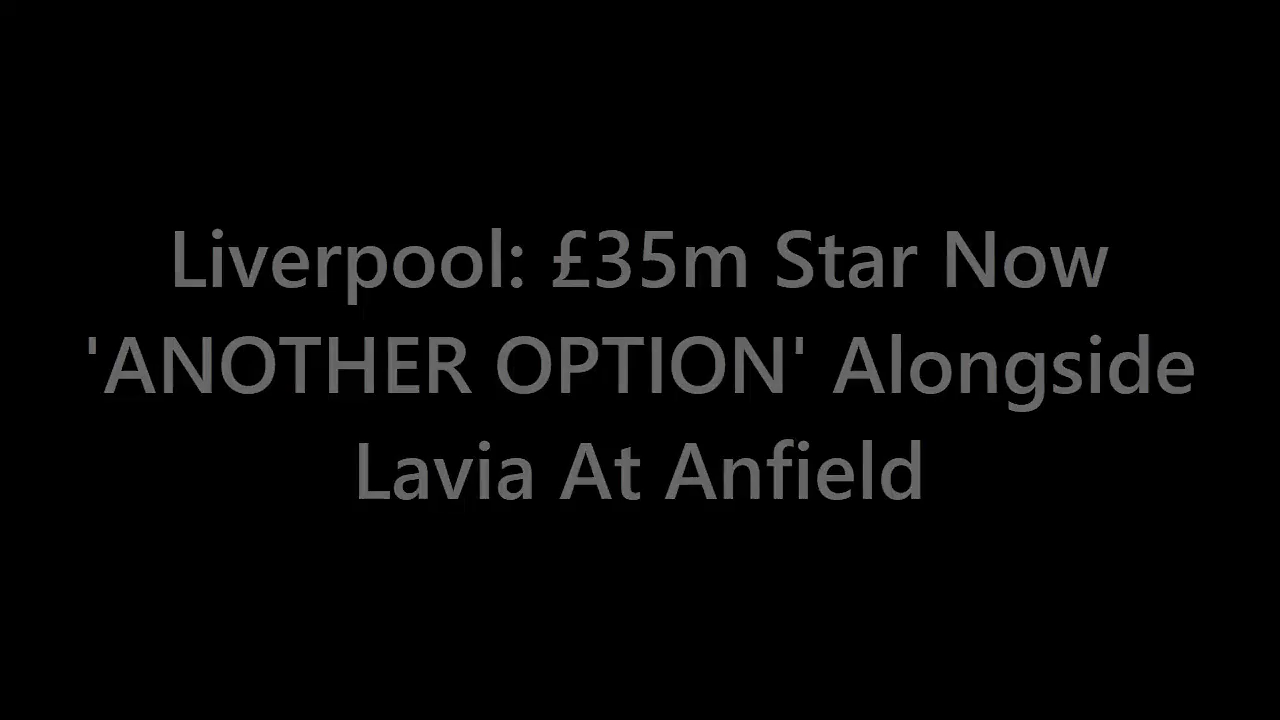 Liverpool: £35m Star Now
'ANOTHER OPTION' Alongside
Lavia At Anfield